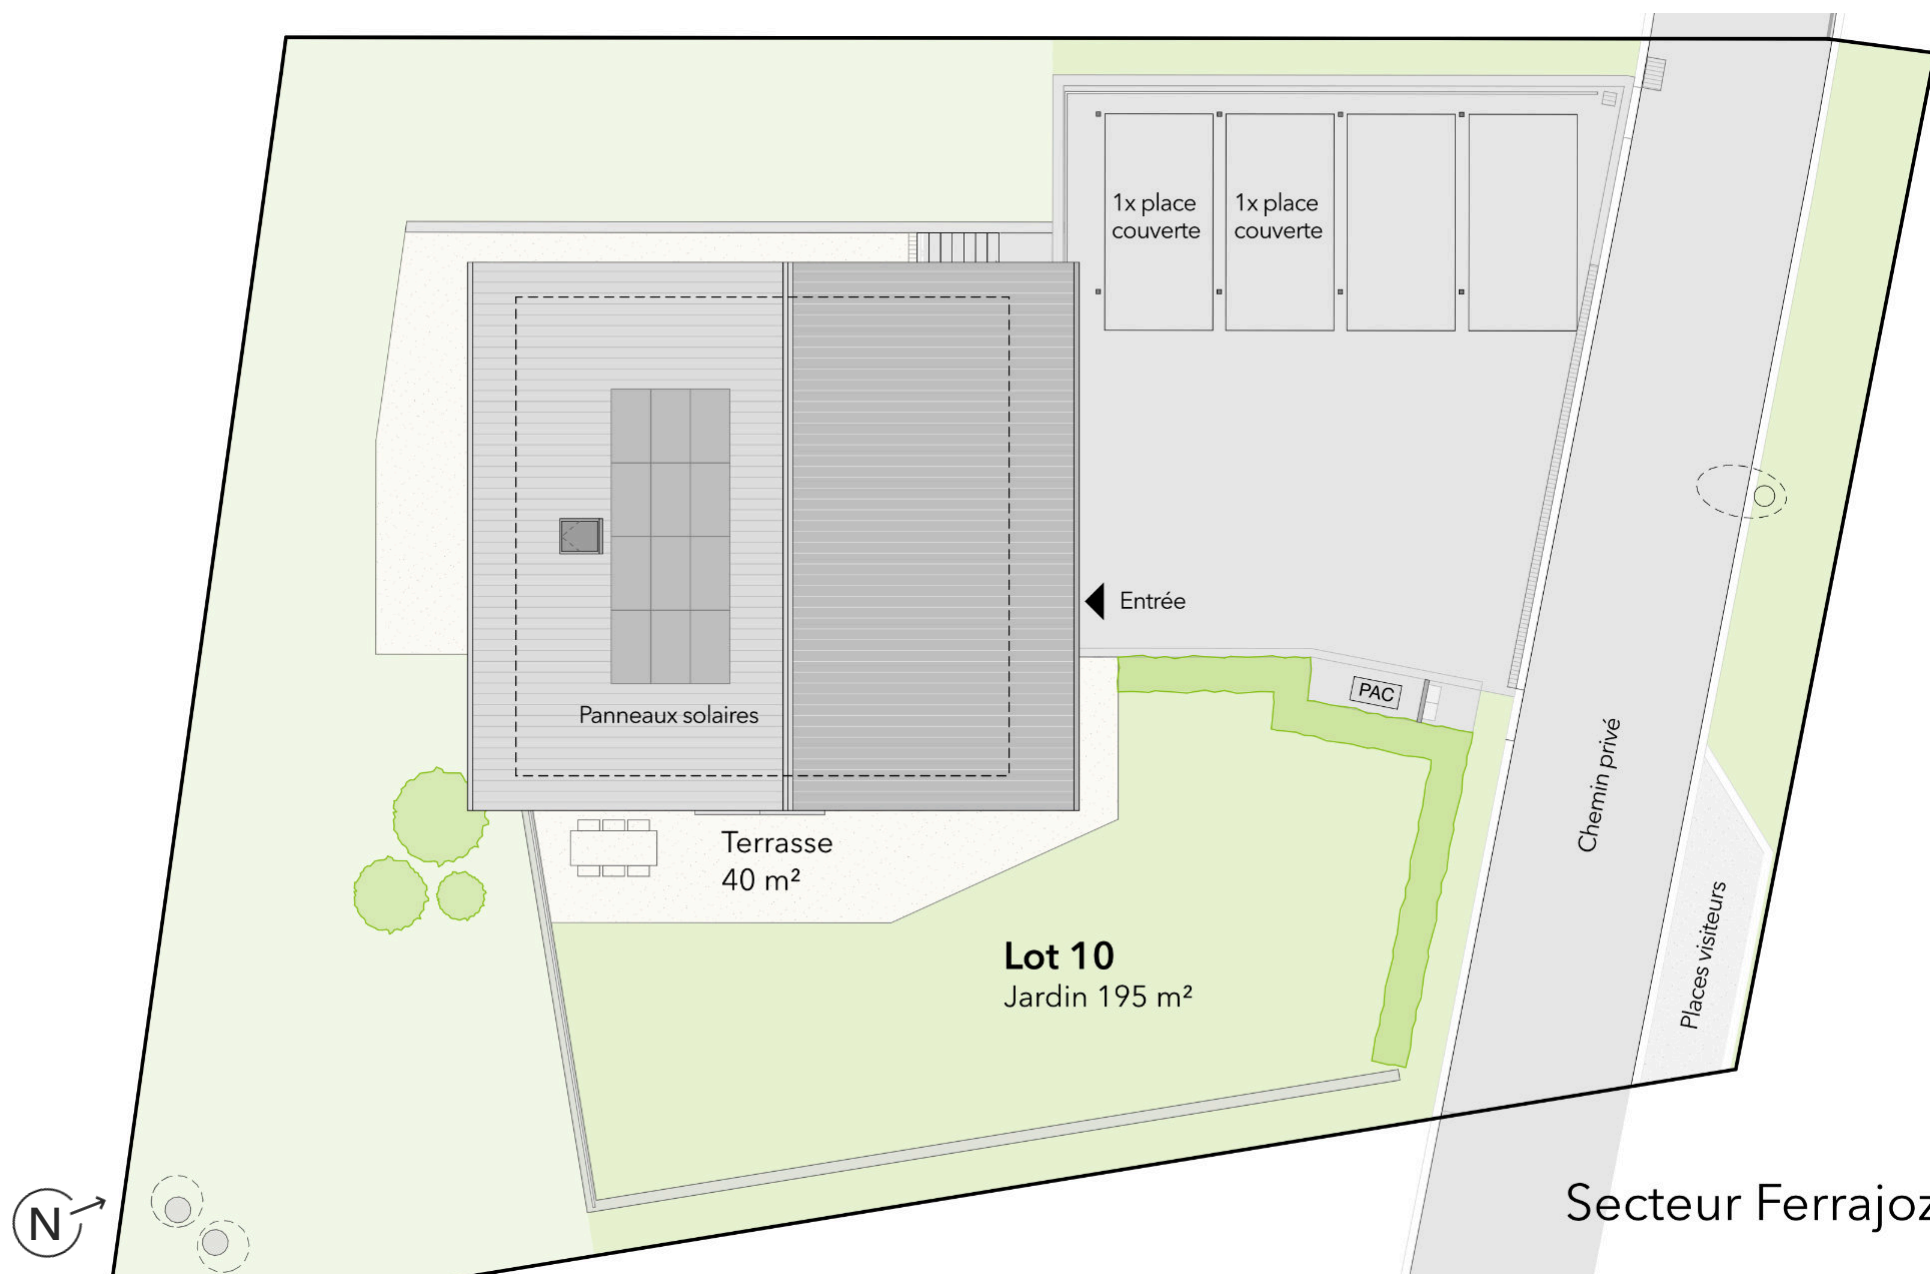 1x place
couverte
1x place
couverte
Entrée
PAC
Panneaux solaires
Chemin privé
Terrasse
40 m²
Places visiteurs
Lot 10
Jardin 195 m²
N
Secteur Ferrajoz